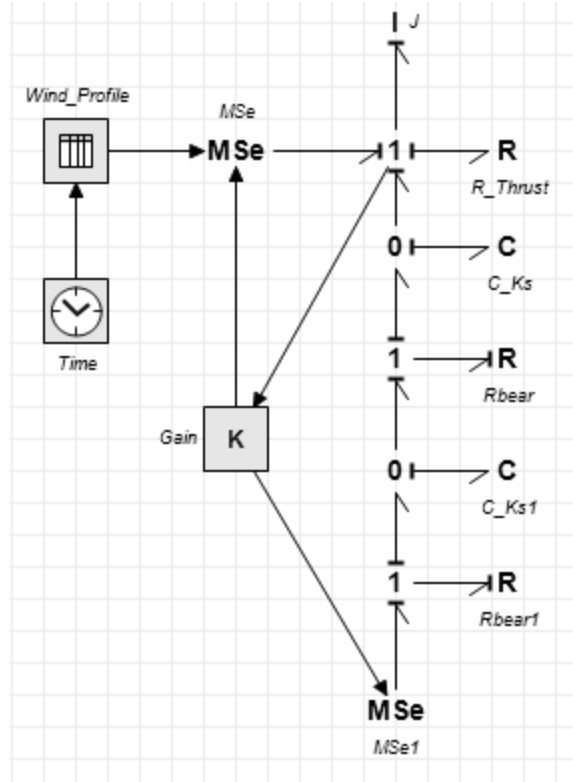 I J
Wind_Profile
MSe
MSe
1
R
R_Thrust
0
C
C_Ks
Time
1
R
Rbear
Gain
K
0
C
C_Ks1
1
R
Rbear1
MSe
MSe1